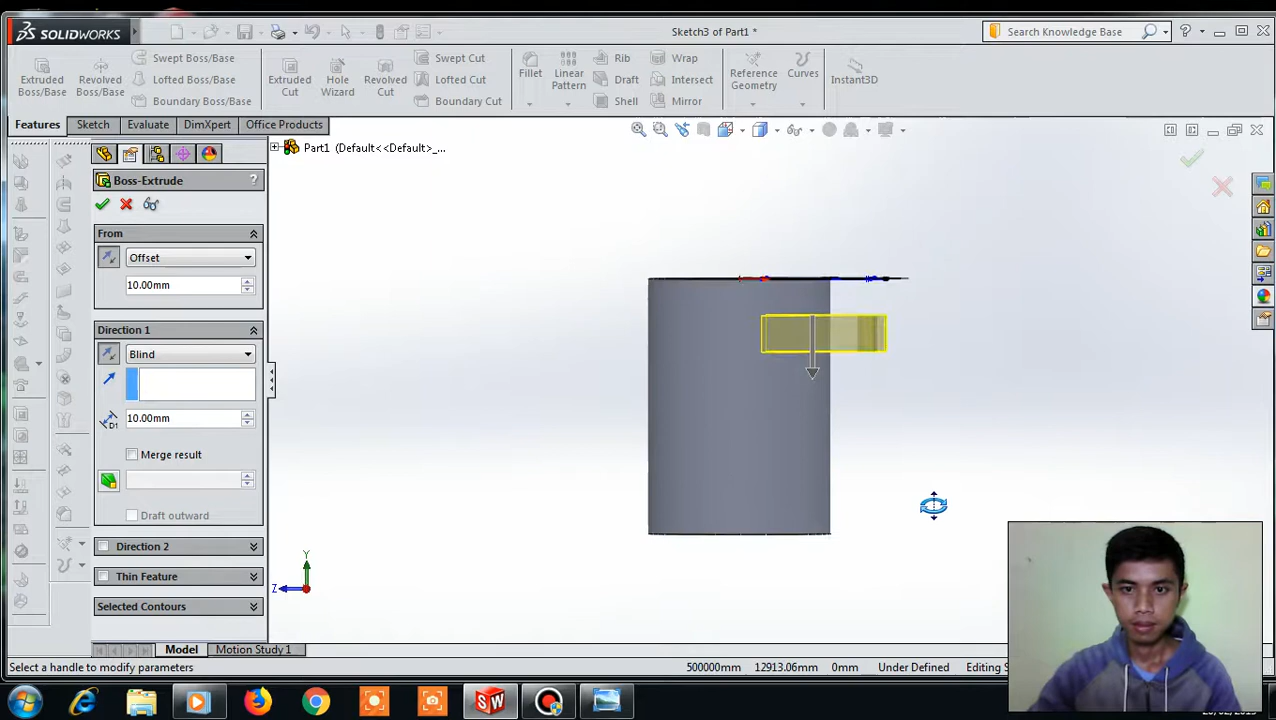 SOLIDWORKS
Sketch3 of Part1 *
Search Knowledge Base
Extruded Boss/Base
Revolved Boss/Base
Swept Boss/Base
Lofted Boss/Base
Boundary Boss/Base
Extruded Cut
Hole Wizard
Revolved Cut
Swept Cut
Lofted Cut
Boundary Cut
Fillet
Linear Pattern
Rib
Draft
Shell
Wrap
Intersect
Mirror
Reference Geometry
Curves
Instant3D
Features
Sketch
Evaluate
DimXpert
Office Products
Part1 (Default<<Default>_...
Boss-Extrude
?
From
Offset
10.00mm
Direction 1
Blind
D1
10.00mm
Merge result
Draft outward
Direction 2
Thin Feature
Selected Contours
Y
Z
Model
Motion Study 1
Select a handle to modify parameters
500000mm
12913.06mm
0mm
Under Defined
Editing
SW